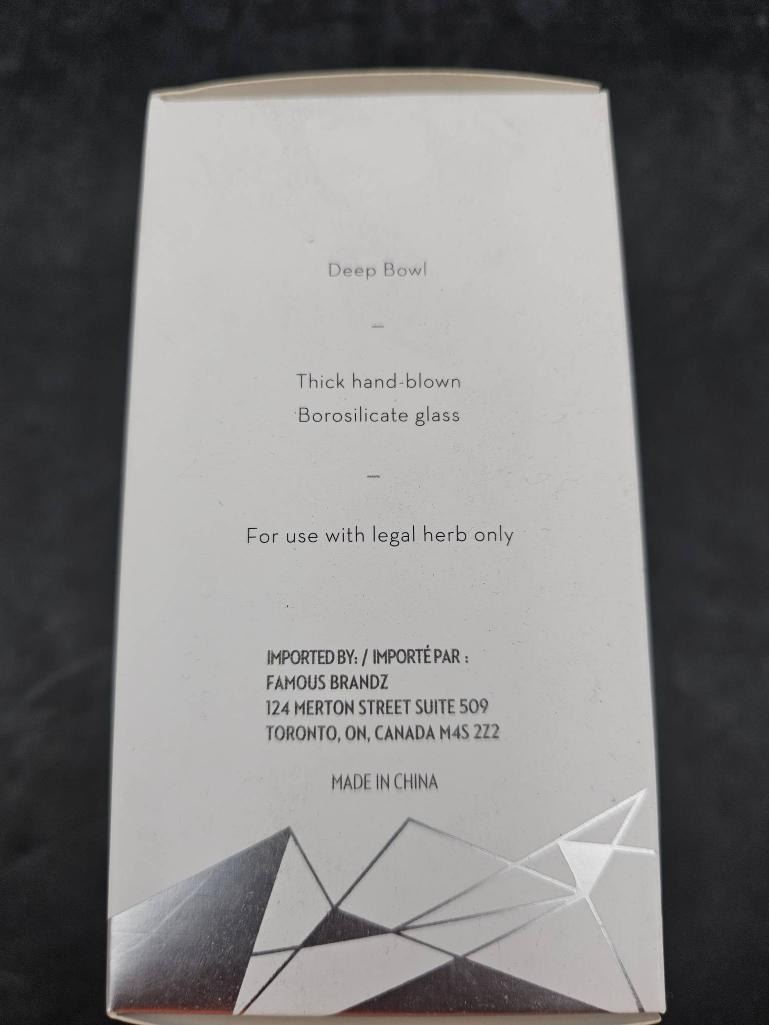 Deep Bowl
—
Thick hand-blown
Borosilicate glass
—
For use with legal herb only
IMPORTED BY: / IMPORTÉ PAR :
FAMOUS BRANDZ
124 MERTON STREET SUITE 509
TORONTO, ON, CANADA M4S 2Z2
MADE IN CHINA